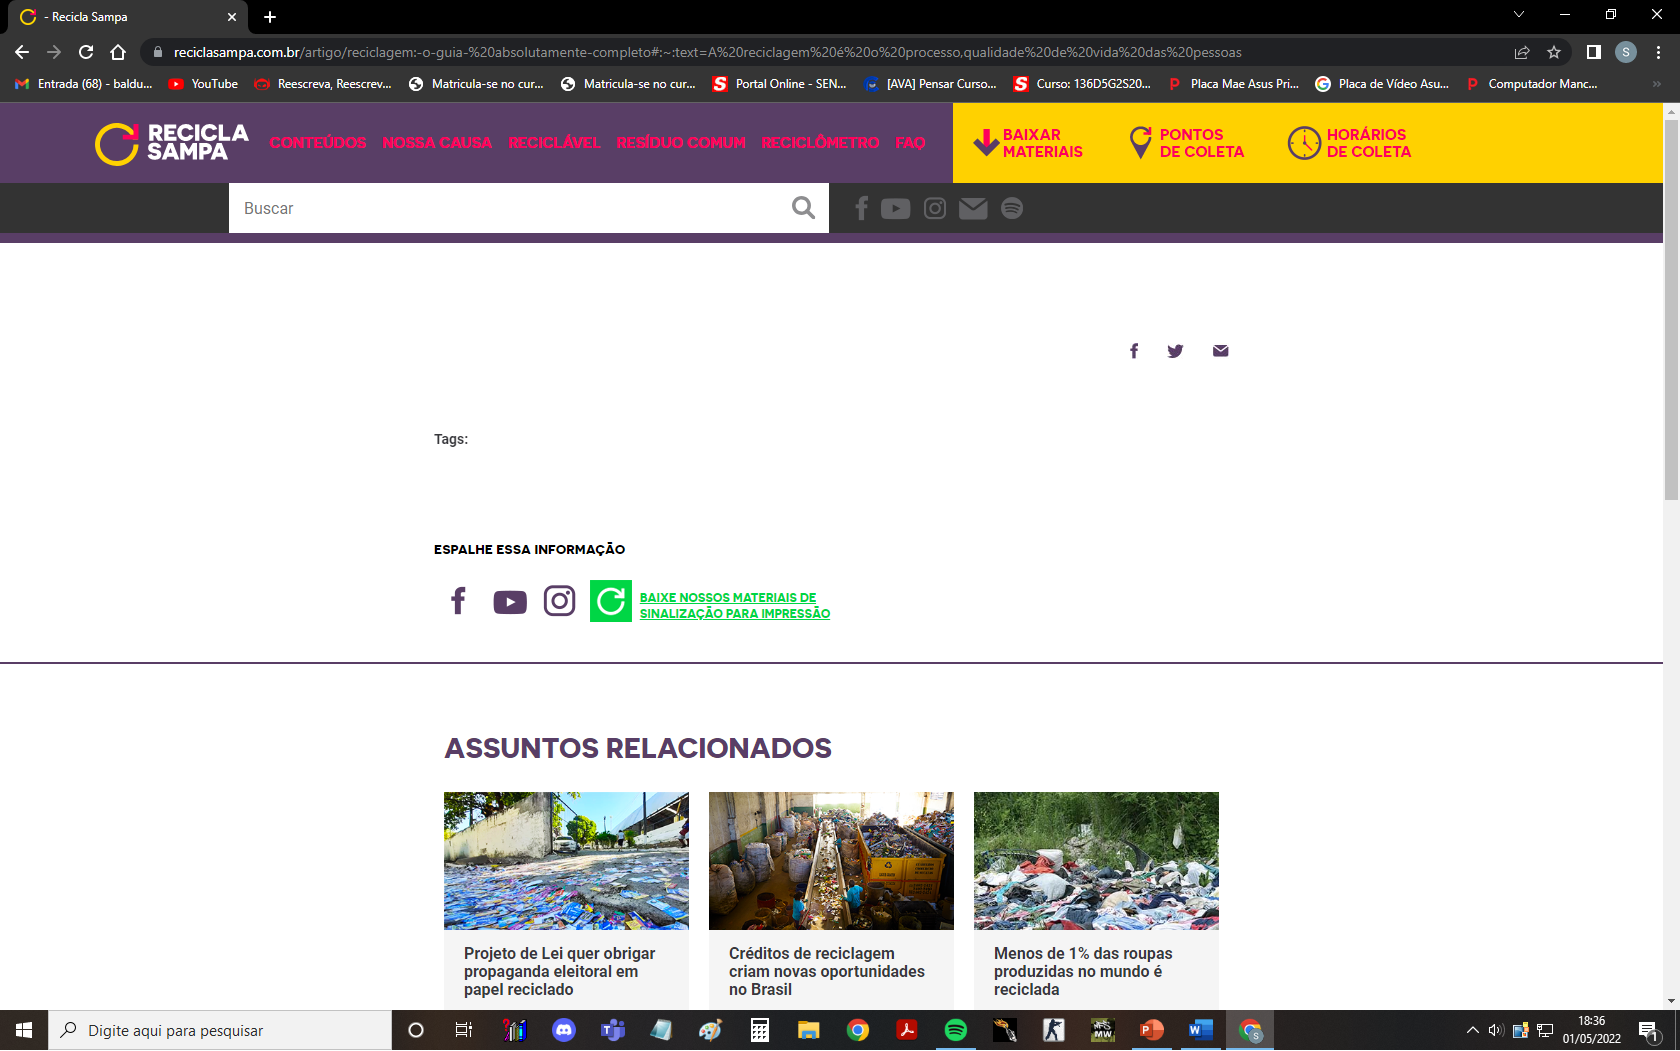 - Recicla Sampa
reciclasampa.com.br/artigo/reciclagem:-o-guia-%20absolutamente-completo#:~:text=A%20reciclagem%20é%20o%20processo,qualidade%20de%20vida%20das%20pessoas
S
Entrada (68) - baldu... YouTube Reescreva, Reescrev... Matricula-se no cur... Matricula-se no cur... Portal Online - SEN... [AVA] Pensar Curso... Curso: 136D5G2S20... Placa Mae Asus Pri... Placa de Vídeo Asu... Computador Manc... »
RECICLA
SAMPA
CONTEÚDOS NOSSA CAUSA RECICLÁVEL RESÍDUO COMUM RECICLÔMETRO FAQ
BAIXAR
MATERIAIS
PONTOS
DE COLETA
HORÁRIOS
DE COLETA
Buscar
Tags:
ESPALHE ESSA INFORMAÇÃO
BAIXE NOSSOS MATERIAIS DE
SINALIZAÇÃO PARA IMPRESSÃO
ASSUNTOS RELACIONADOS
Projeto de Lei quer obrigar
propaganda eleitoral em
papel reciclado
Créditos de reciclagem
criam novas oportunidades
no Brasil
Menos de 1% das roupas
produzidas no mundo é
reciclada
Digite aqui para pesquisar
MW
18:36
01/05/2022
1